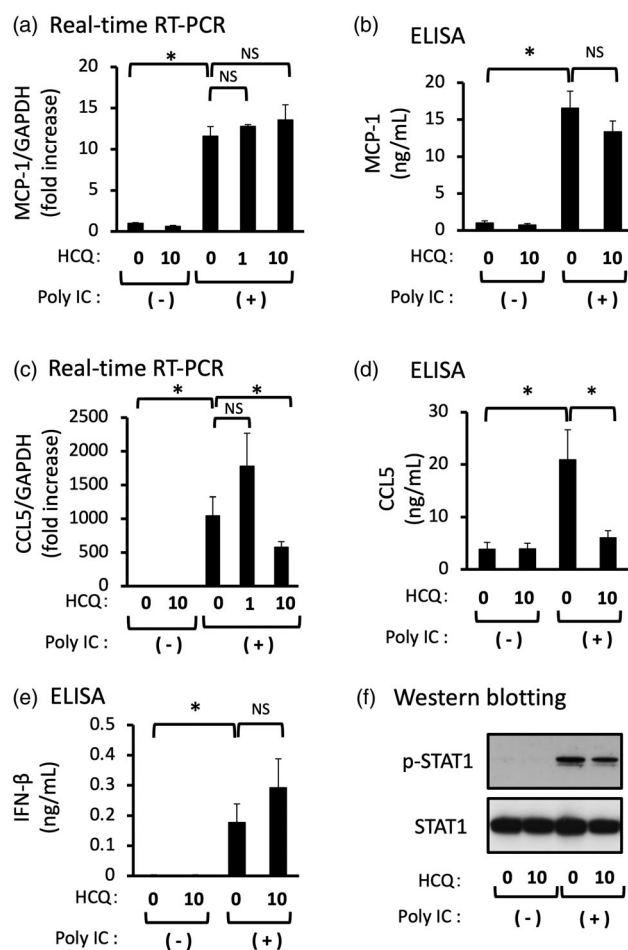 (a) Real-time RT-PCR
* NS
NS
MCP-1/GAPDH
(fold increase)
20
15
10
5
0
HCQ: 0 10 0 1 10
Poly IC : ( - ) ( + )
(b) ELISA
* NS
MCP-1
(ng/mL)
20
15
10
5
0
HCQ: 0 10 0 10
Poly IC : ( - ) ( + )
(c) Real-time RT-PCR
* *
NS
CCL5/GAPDH
(fold increase)
2500
2000
1500
1000
500
0
HCQ: 0 10 0 1 10
Poly IC : ( - ) ( + )
(d) ELISA
* *
CCL5
(ng/mL)
30
20
10
0
HCQ: 0 10 0 10
Poly IC : ( - ) ( + )
(e) ELISA
* NS
IFN-β
(ng/mL)
0.5
0.4
0.3
0.2
0.1
0
HCQ: 0 10 0 10
Poly IC : ( - ) ( + )
(f) Western blotting
p-STAT1
STAT1
HCQ: 0 10 0 10
Poly IC : ( - ) ( + )